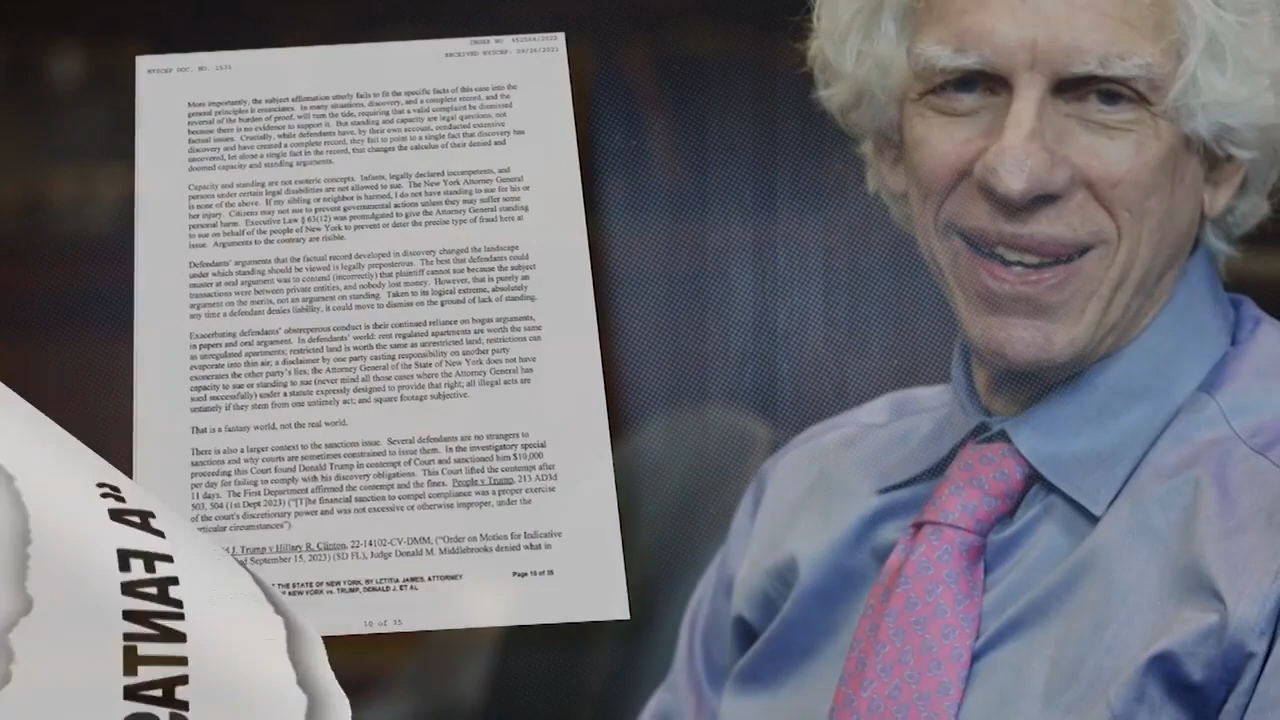 INDEX NO. 452564/2022
NYSCEF DOC. NO. 1531
RECEIVED NYSCEF: 09/26/2023
More importantly, the subject affirmation utterly fails to fit the specific facts of this case into the
general principles it enunciates. In many situations, discovery, and a complete record, and the
reversal of the burden of proof, will turn the tide, requiring that a valid complaint be dismissed
because there is no evidence to support it. But standing and capacity are legal questions, not
factual issues. Crucially, while defendants have, by their own account, conducted extensive
discovery and have created a complete record, they fail to point to a single fact that discovery has
uncovered, let alone a single fact in the record, that changes the calculus of their denied and
doomed capacity and standing arguments.
Capacity and standing are not esoteric concepts. Infants, legally declared incompetents, and
persons under certain legal disabilities are not allowed to sue. The New York Attorney General
is none of the above. If my sibling or neighbor is harmed, I do not have standing to sue for his or
her injury. Citizens may not sue to prevent governmental actions unless they may suffer some
personal harm. Executive Law § 63(12) was promulgated to give the Attorney General standing
to sue on behalf of the people of New York to prevent or deter the precise type of fraud here at
issue. Arguments to the contrary are risible.
Defendants' arguments that the factual record developed in discovery changed the landscape
under which standing should be viewed is legally preposterous. The best that defendants could
muster at oral argument was to contend (incorrectly) that plaintiff cannot sue because the subject
transactions were between private entities, and nobody lost money. However, that is purely an
argument on the merits, not an argument on standing. Taken to its logical extreme, absolutely
any time a defendant denies liability, it could move to dismiss on the ground of lack of standing.
Exacerbating defendants' obstreperous conduct is their continued reliance on bogus arguments,
in papers and oral argument. In defendants' world: rent regulated apartments are worth the same
as unregulated apartments; restricted land is worth the same as unrestricted land; restrictions can
evaporate into thin air; a disclaimer by one party casting responsibility on another party
exonerates the other party's lies; the Attorney General of the State of New York does not have
capacity to sue or standing to sue (never mind all those cases where the Attorney General has
sued successfully) under a statute expressly designed to provide that right; all illegal acts are
untimely if they stem from one untimely act; and square footage subjective.
That is a fantasy world, not the real world.
There is also a larger context to the sanctions issue. Several defendants are no strangers to
sanctions and why courts are sometimes constrained to issue them. In the investigatory special
proceeding this Court found Donald Trump in contempt of Court and sanctioned him $10,000
per day for failing to comply with his discovery obligations. This Court lifted the contempt after
11 days. The First Department affirmed the contempt and the fines. People v Trump, 213 AD3d
503, 504 (1st Dept 2023) ("[T]he financial sanction to compel compliance was a proper exercise
of the court's discretionary power and was not excessive or otherwise improper, under the
rticular circumstances").
d J. Trump v Hillary R. Clinton, 22-14102-CV-DMM, ("Order on Motion for Indicative
ed September 15, 2023) (SD FL), Judge Donald M. Middlebrooks denied what in
THE STATE OF NEW YORK, BY LETITIA JAMES, ATTORNEY
NEW YORK vs. TRUMP, DONALD J. ET AL
Page 10 of 35
10 of 35
"A FANTAS